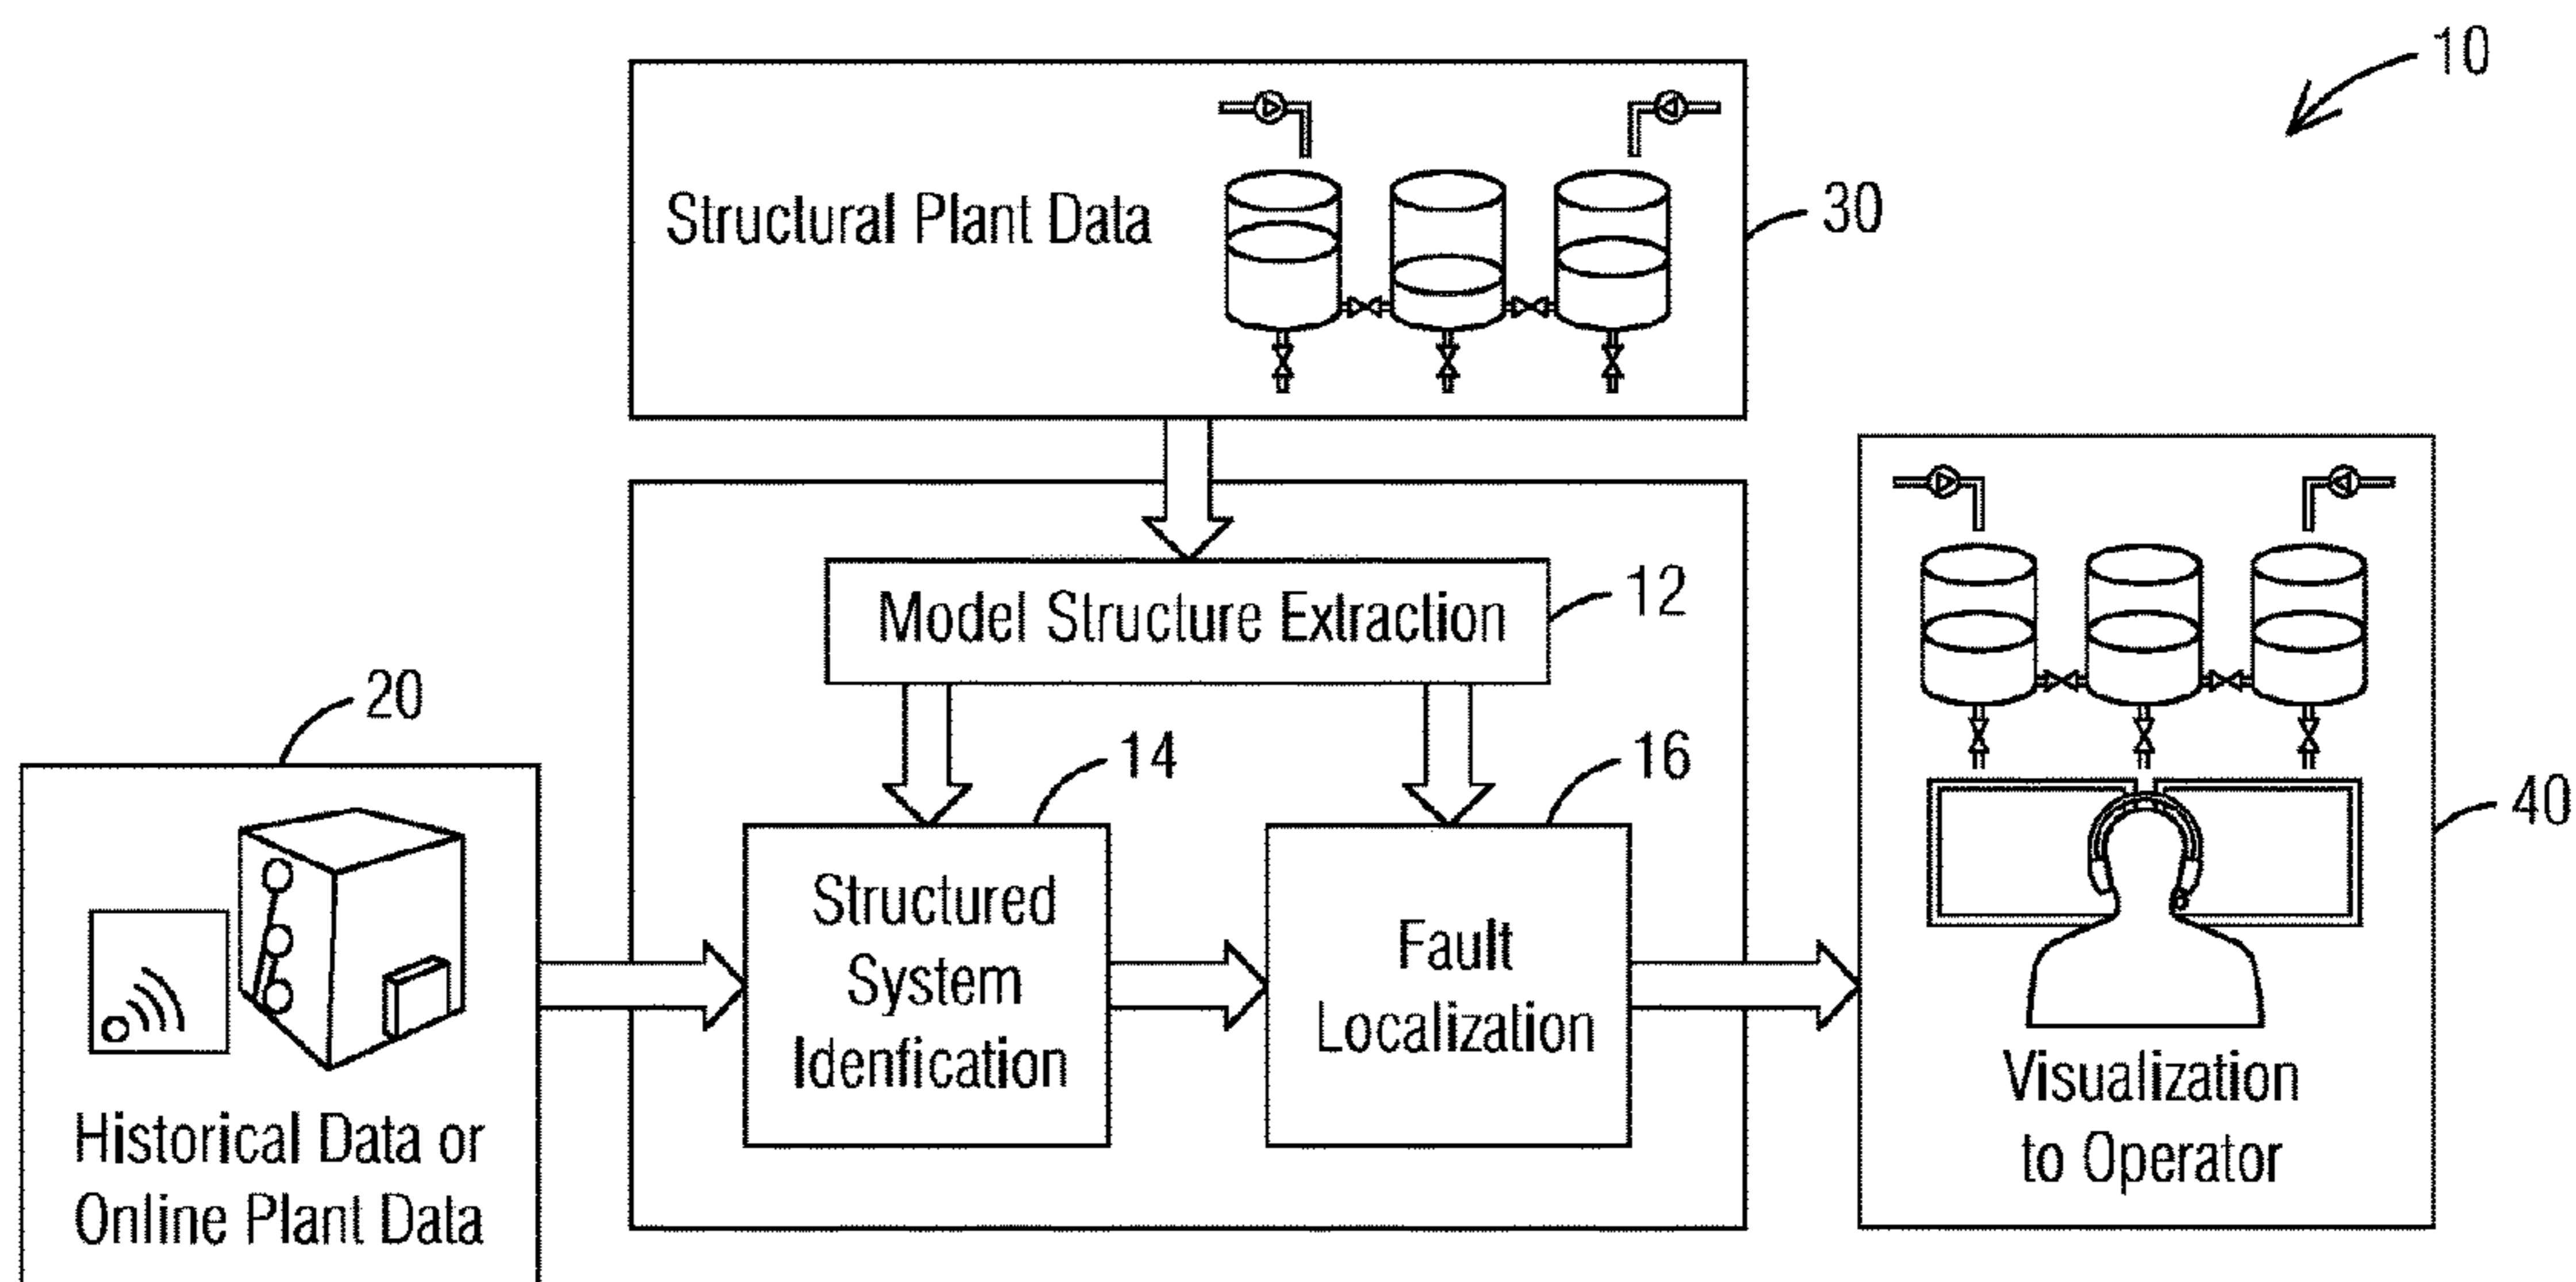 10
Structural Plant Data
30
Model Structure Extraction
12
20
14
16
40
Structured
System
Idenfication
Fault
Localization
Historical Data or
Online Plant Data
Visualization
to Operator